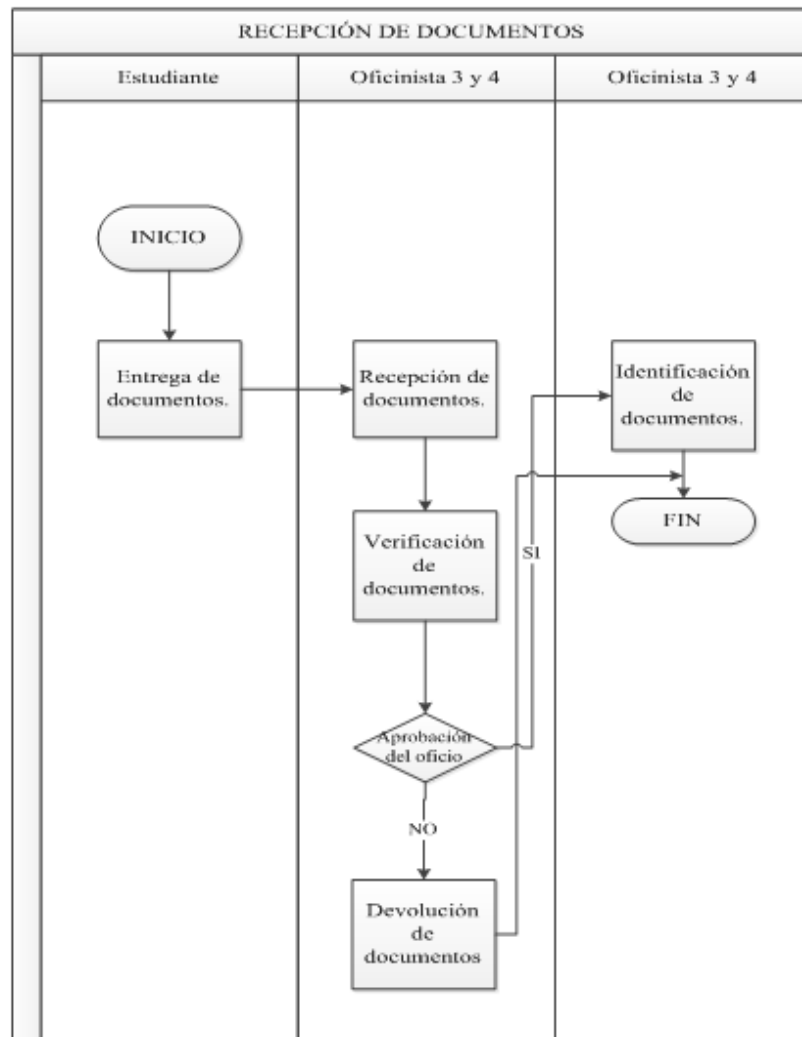 RECEPCIÓN DE DOCUMENTOS
Estudiante
Oficinista 3 y 4
Oficinista 3 y 4
INICIO
Entrega de
documentos.
Recepción de
documentos.
Identificación
de
documentos.
Verificación
de
documentos.
FIN
SI
Aprobación
del oficio
NO
Devolución
de
documentos